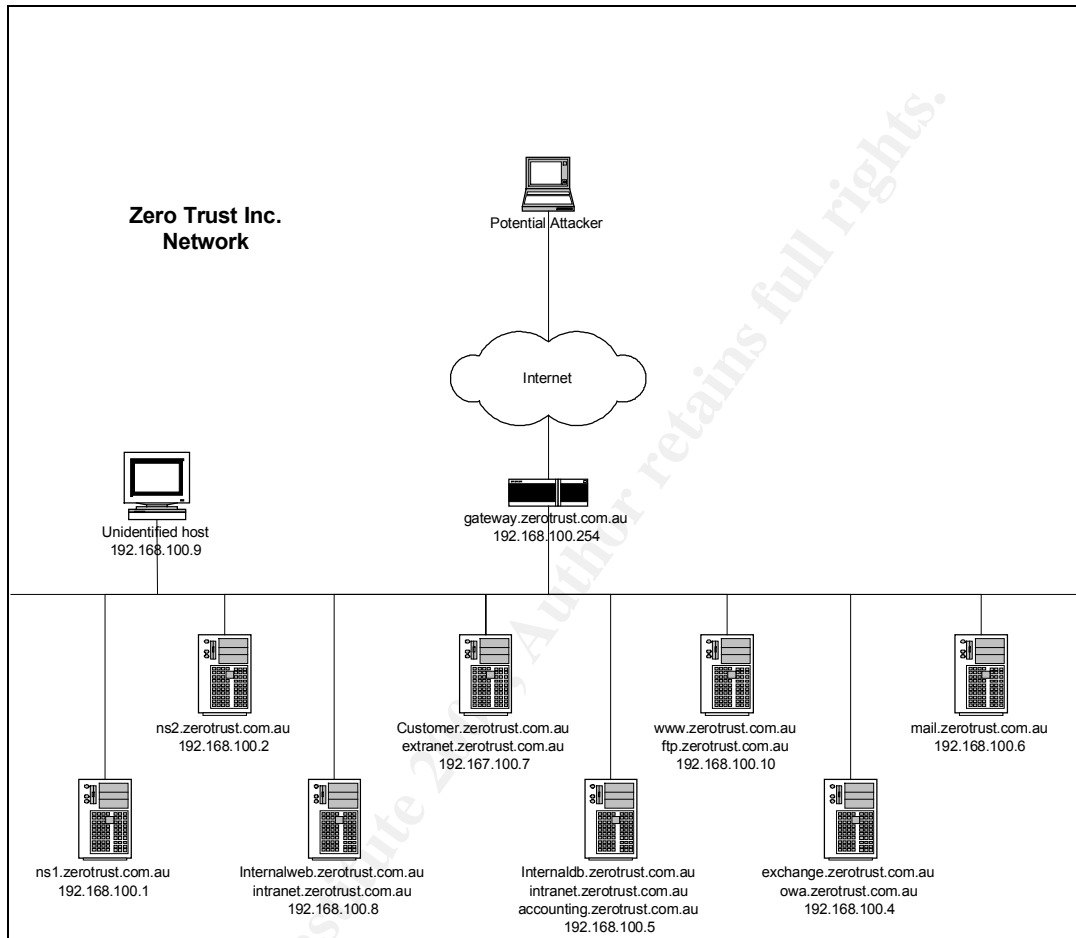 Zero Trust Inc.
Network
Potential Attacker
Internet
Unidentified host
192.168.100.9
gateway.zerotrust.com.au
192.168.100.254
ns2.zerotrust.com.au
192.168.100.2
Customer.zerotrust.com.au
extranet.zerotrust.com.au
192.167.100.7
www.zerotrust.com.au
ftp.zerotrust.com.au
192.168.100.10
mail.zerotrust.com.au
192.168.100.6
ns1.zerotrust.com.au
192.168.100.1
Internalweb.zerotrust.com.au
intranet.zerotrust.com.au
192.168.100.8
Internaldb.zerotrust.com.au
intranet.zerotrust.com.au
accounting.zerotrust.com.au
192.168.100.5
exchange.zerotrust.com.au
owa.zerotrust.com.au
192.168.100.4
Author retains full rights.